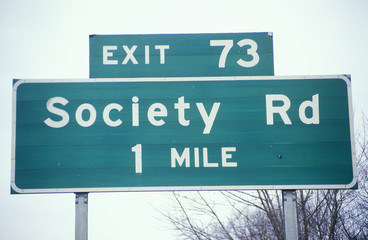 EXIT 73
Society Rd
1 MILE